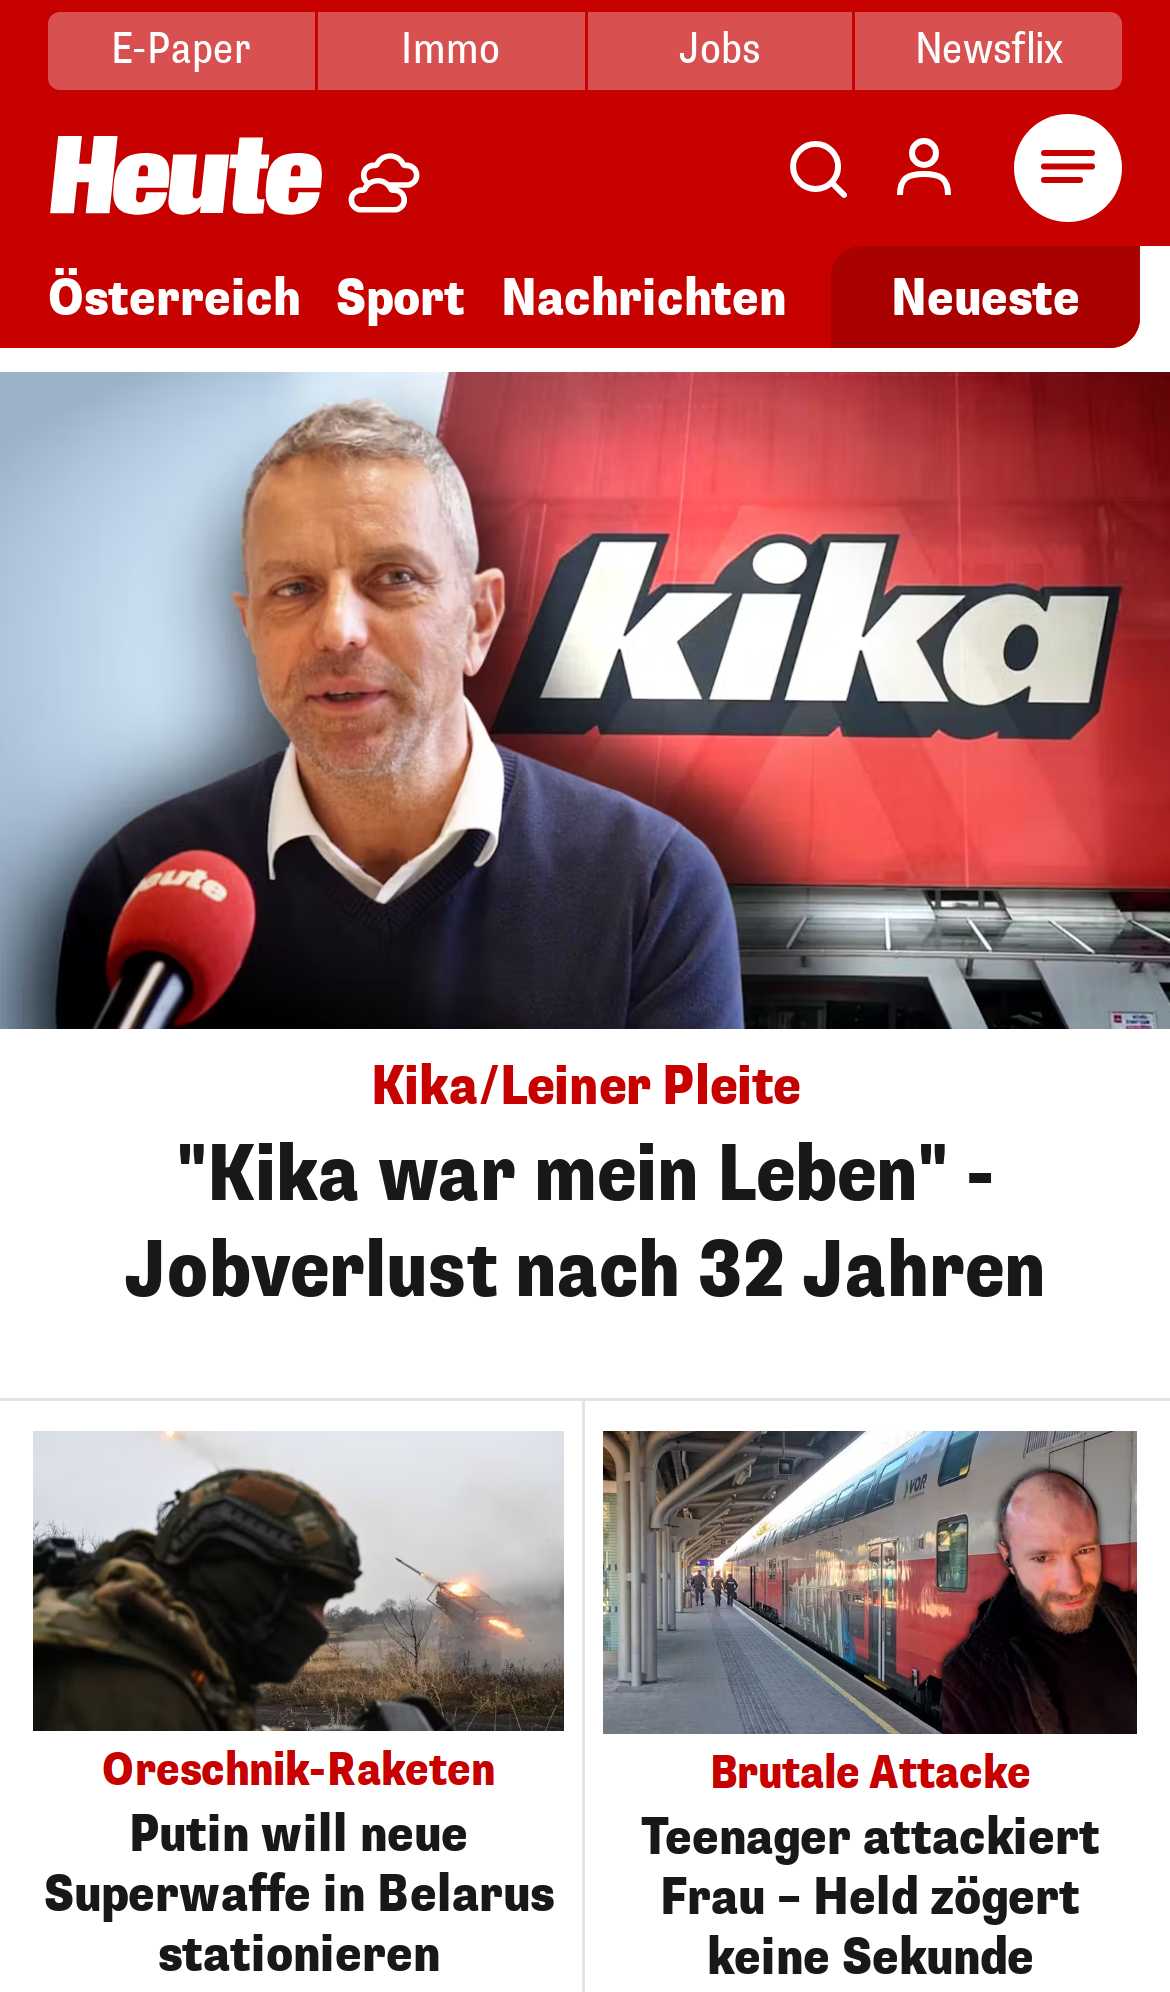 E-Paper
Immo
Jobs
Newsflix
Heute
Österreich
Sport
Nachrichten
Neueste
kika
heute
Kika/Leiner Pleite
"Kika war mein Leben" -
Jobverlust nach 32 Jahren
VOR
Oreschnik-Raketen
Putin will neue
Superwaffe in Belarus
stationieren
Brutale Attacke
Teenager attackiert
Frau – Held zögert
keine Sekunde